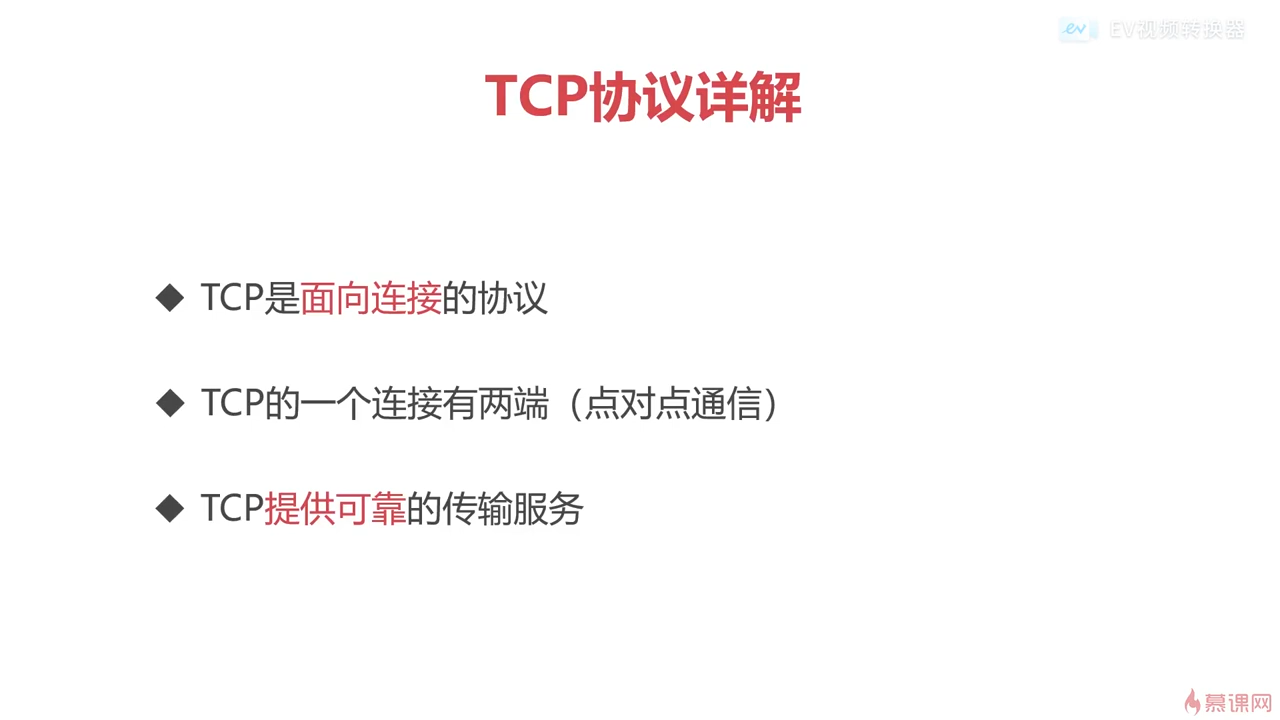 EV视频转换器
TCP协议详解
◆ TCP是面向连接的协议
◆ TCP的一个连接有两端（点对点通信）
◆ TCP提供可靠的传输服务
慕课网